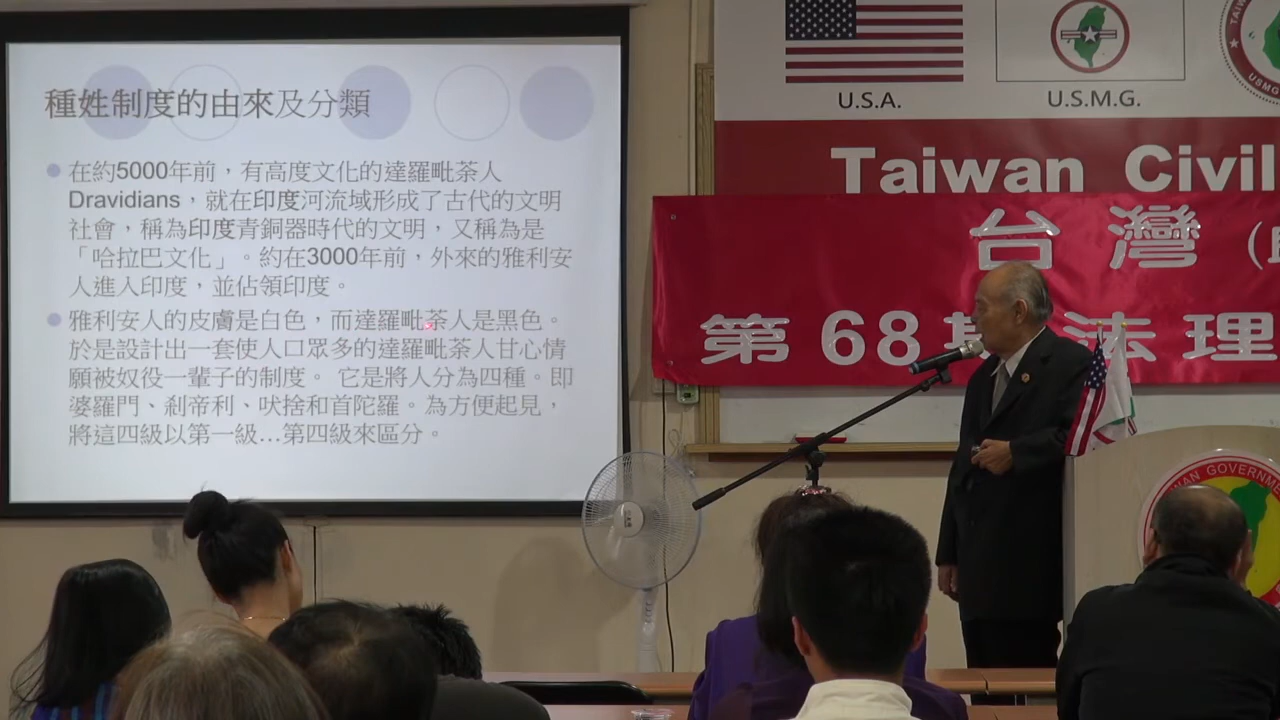 種姓制度的由來及分類
在約5000年前，有高度文化的達羅毗荼人
Dravidians，就在印度河流域形成了古代的文明
社會，稱為印度青銅器時代的文明，又稱為是
「哈拉巴文化」。約在3000年前，外來的雅利安
人進入印度，並佔領印度。
雅利安人的皮膚是白色，而達羅毗荼人是黑色。
於是設計出一套使人口眾多的達羅毗荼人甘心情
願被奴役一輩子的制度。 它是將人分為四種。即
婆羅門、剎帝利、吠捨和首陀羅。為方便起見，
將這四級以第一級...第四級來區分。
U.S.A.
U.S.M.G.
Taiwan Civil
台灣（
第68期法理
TAIWAN GOVERNMENT